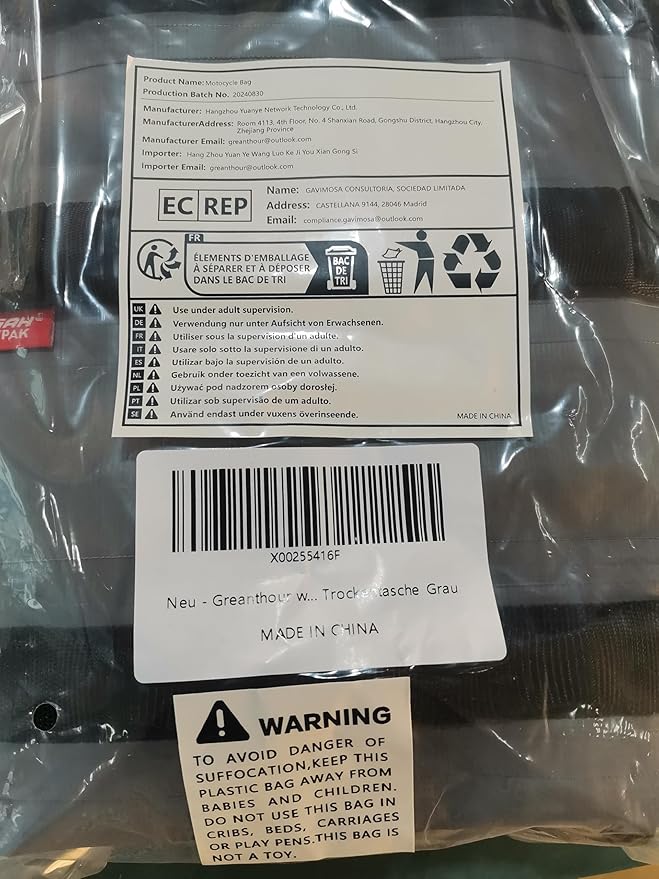 Product Name: Motocycle Bag
Production Batch No. 20240830
Manufacturer: Hangzhou Yuanye Network Technology Co., Ltd.
ManufacturerAddress: Room 4113, 4th Floor, No. 4 Shanxian Road, Gongshu District, Hangzhou City,
Zhejiang Province
Manufacturer Email: greanthour@outlook.com
Importer: Hang Zhou Yuan Ye Wang Luo Ke Ji You Xian Gong Si
Importer Email: greanthour@outlook.com
EC REP
Name: GAVIMOSA CONSULTORIA, SOCIEDAD LIMITADA
Address: CASTELLANA 9144, 28046 Madrid
Email: compliance.gavimosa@outlook.com
FR
ÉLEMENTS D'EMBALLAGE
À SÉPARER ET À DÉPOSER
DANS LE BAC DE TRI
BAC
DE
TRI
UK Use under adult supervision.
DE Verwendung nur unter Aufsicht von Erwachsenen.
FR Utiliser sous la supervision d'un adulte.
IT Usare solo sotto la supervisione di un adulto.
ES Utilizar bajo la supervisión de un adulto.
NL Gebruik onder toezicht van een volwassene.
PL Używać pod nadzorem osoby dorosłej.
PT Utilizar sob supervisão de um adulto.
SE Använd endast under vuxens överinseende.
MADE IN CHINA
PAK
X00255416F
Neu - Greanthour w... Trockentasche Grau
MADE IN CHINA
WARNING
TO AVOID DANGER OF
SUFFOCATION,KEEP THIS
PLASTIC BAG AWAY FROM
BABIES AND CHILDREN.
DO NOT USE THIS BAG IN
CRIBS, BEDS, CARRIAGES
OR PLAY PENS.THIS BAG IS
NOT A TOY.